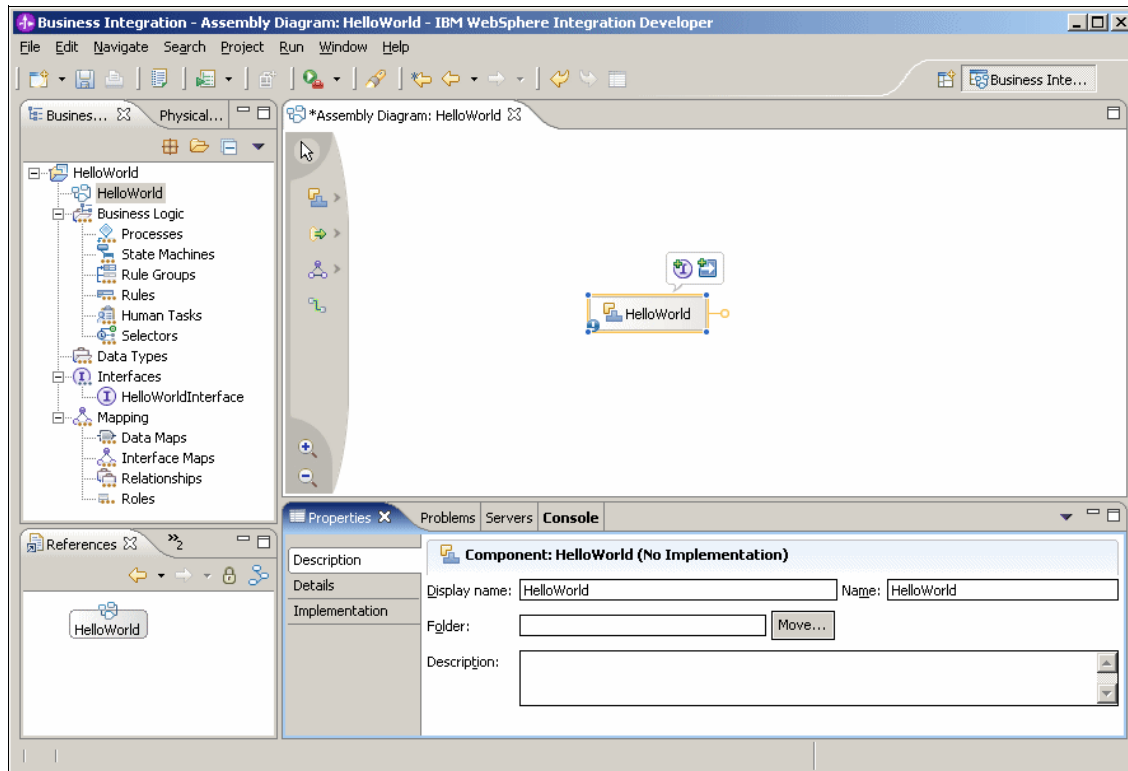 Business Integration - Assembly Diagram: HelloWorld - IBM WebSphere Integration Developer
File Edit Navigate Search Project Run Window Help
Business Inte...
Busines... Physical...
HelloWorld
HelloWorld
Business Logic
Processes
State Machines
Rule Groups
Rules
Human Tasks
Selectors
Data Types
Interfaces
HelloWorldInterface
Mapping
Data Maps
Interface Maps
Relationships
Roles
*Assembly Diagram: HelloWorld
HelloWorld
References »2
HelloWorld
Properties Problems Servers Console
Description
Details
Implementation
Component: HelloWorld (No Implementation)
Display name: HelloWorld Name: HelloWorld
Folder: Move...
Description: